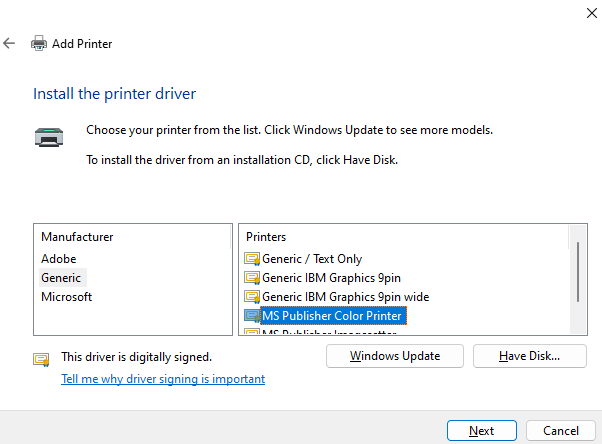 Add Printer
Install the printer driver
Choose your printer from the list. Click Windows Update to see more models.
To install the driver from an installation CD, click Have Disk.
Manufacturer
Adobe
Generic
Microsoft
Printers
Generic / Text Only
Generic IBM Graphics 9pin
Generic IBM Graphics 9pin wide
MS Publisher Color Printer
MS Publisher Imagesetter
This driver is digitally signed.
Tell me why driver signing is important
Windows Update
Have Disk...
Next
Cancel